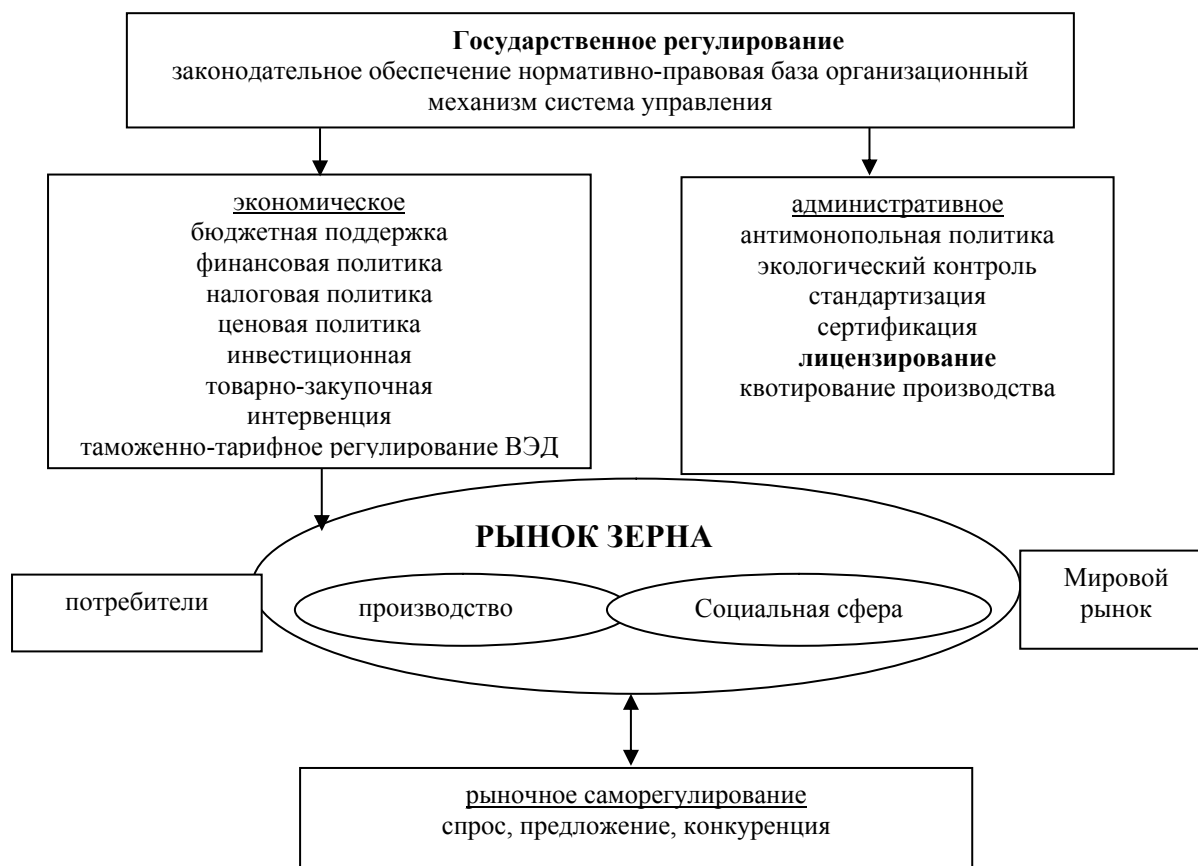 Государственное регулирование
законодательное обеспечение нормативно-правовая база организационный
механизм система управления
экономическое
бюджетная поддержка
финансовая политика
налоговая политика
ценовая политика
инвестиционная
товарно-закупочная
интервенция
таможенно-тарифное регулирование ВЭД
административное
антимонопольная политика
экологический контроль
стандартизация
сертификация
лицензирование
квотирование производства
РЫНОК ЗЕРНА
потребители
производство
Социальная сфера
Мировой
рынок
рыночное саморегулирование
спрос, предложение, конкуренция